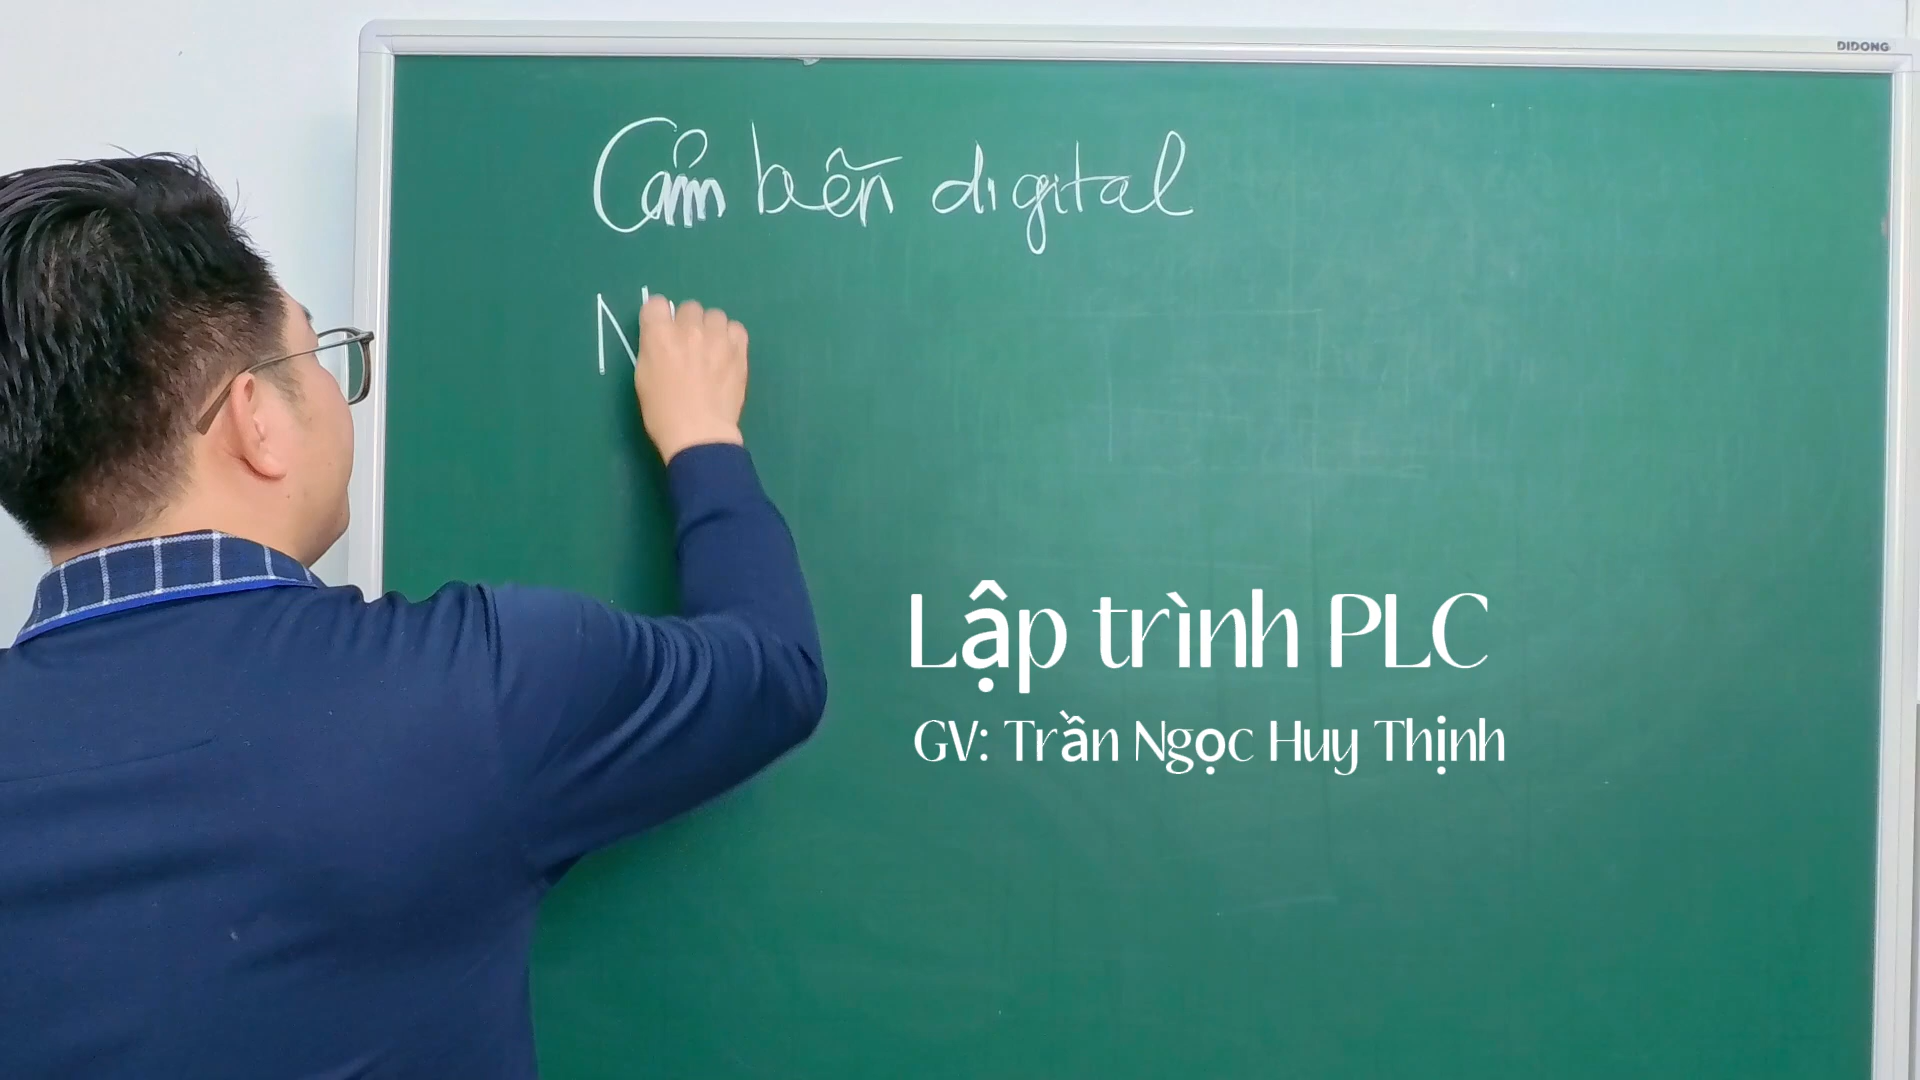 DIDONG
Cảm biến digital
N
Lập trình PLC
GV: Trần Ngọc Huy Thịnh